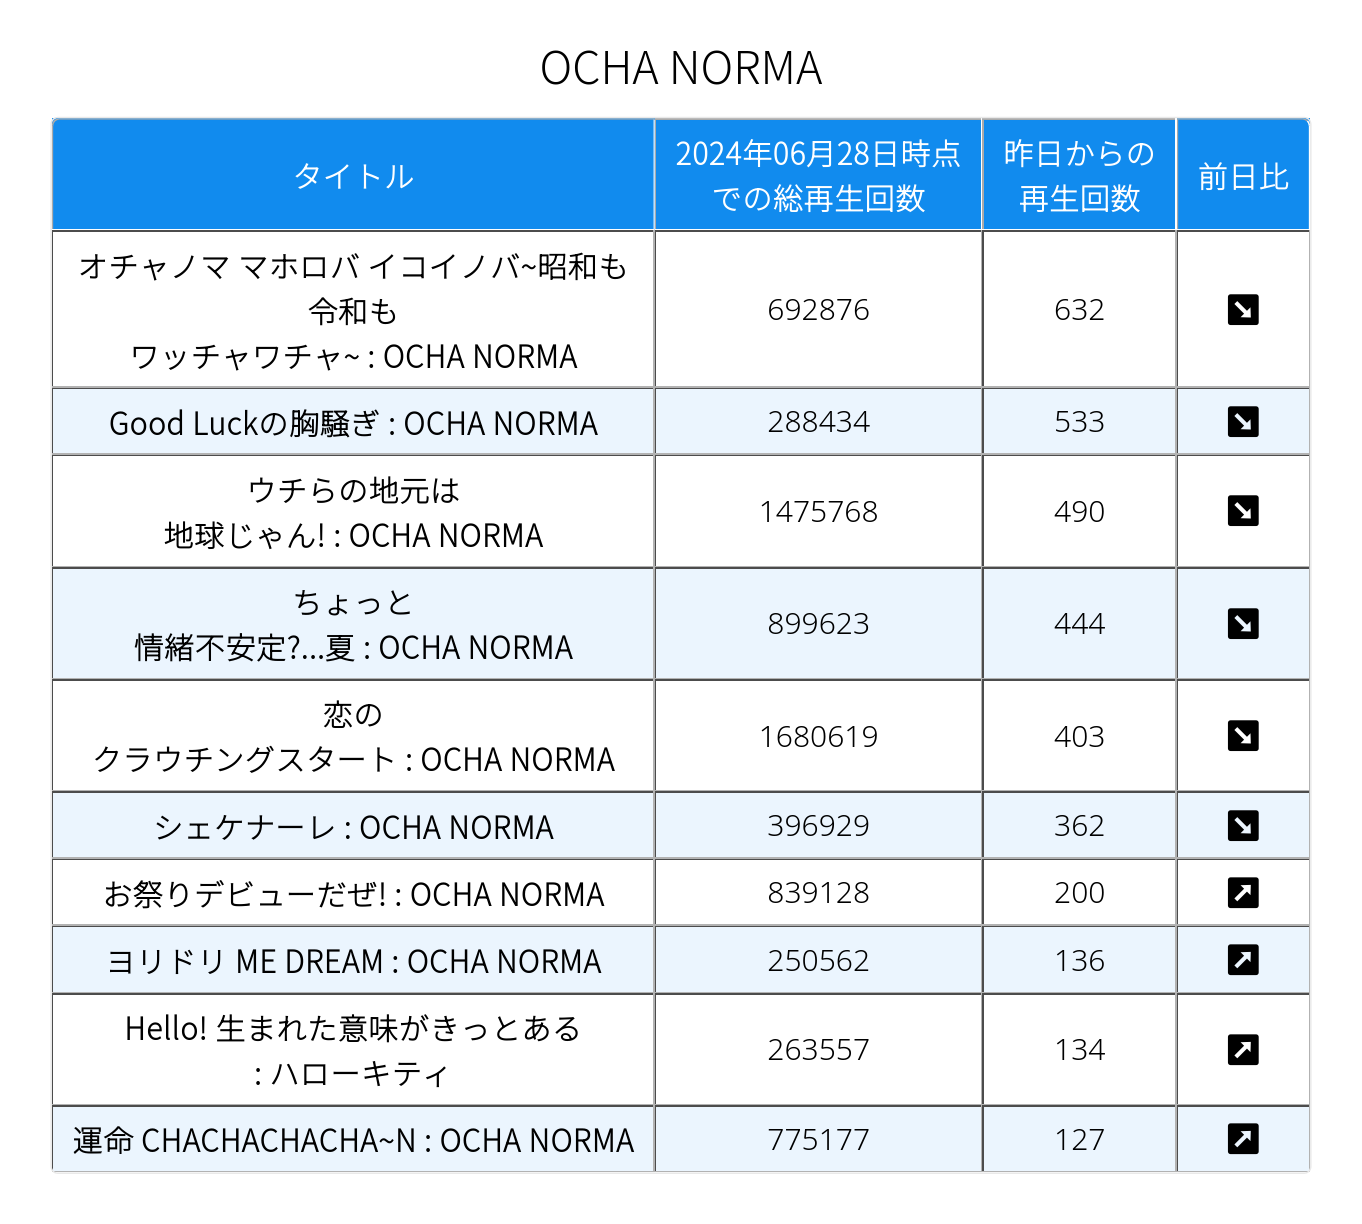 OCHA NORMA
タイトル
2024年06月28日時点
での総再生回数
昨日からの
再生回数
前日比
オチャノマ マホロバ イコイノバ~昭和も
令和も
ワッチャワチャ~ : OCHA NORMA
692876
632
Good Luckの胸騒ぎ : OCHA NORMA
288434
533
ウチらの地元は
地球じゃん! : OCHA NORMA
1475768
490
ちょっと
情緒不安定?...夏 : OCHA NORMA
899623
444
恋の
クラウチングスタート : OCHA NORMA
1680619
403
シェケナーレ : OCHA NORMA
396929
362
お祭りデビューだぜ! : OCHA NORMA
839128
200
ヨリドリ ME DREAM : OCHA NORMA
250562
136
Hello! 生まれた意味がきっとある
: ハローキティ
263557
134
運命 CHACHACHACHA~N : OCHA NORMA
775177
127